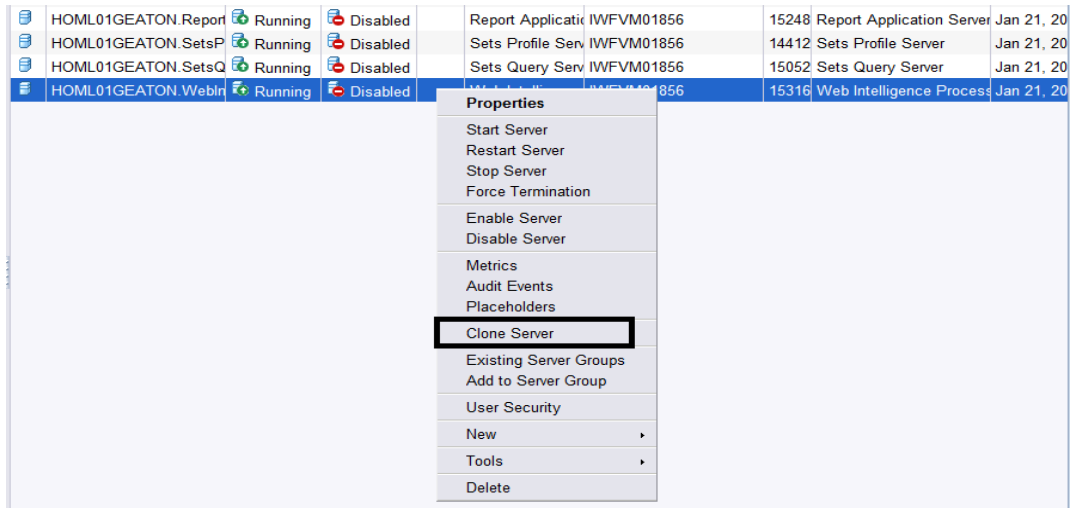 HOML01GEATON.Report Running Disabled Report Applicatio IWFVM01856 15248 Report Application Server Jan 21, 20
HOML01GEATON.SetsP Running Disabled Sets Profile Serv IWFVM01856 14412 Sets Profile Server Jan 21, 20
HOML01GEATON.SetsQ Running Disabled Sets Query Serv IWFVM01856 15052 Sets Query Server Jan 21, 20
HOML01GEATON.WebIn Running Disabled 15316 Web Intelligence Process Jan 21, 20
Properties
Start Server
Restart Server
Stop Server
Force Termination
Enable Server
Disable Server
Metrics
Audit Events
Placeholders
Clone Server
Existing Server Groups
Add to Server Group
User Security
New
Tools
Delete